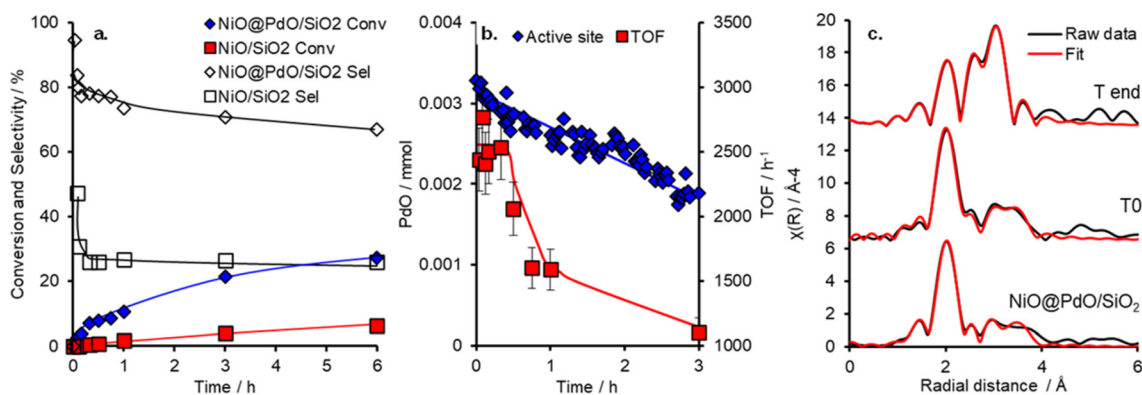 a.
NiO@PdO/SiO2 Conv
NiO/SiO2 Conv
NiO@PdO/SiO2 Sel
NiO/SiO2 Sel
Conversion and Selectivity / %
100
80
60
40
20
0
0 1 2 3 4 5 6
Time / h
b.
Active site
TOF
PdO / mmol
0.004
0.003
0.002
0.001
0
0 1 2 3
Time / h
3500
3000
2500
2000
1500
1000
TOF / h⁻¹
c.
Raw data
Fit
T end
T0
NiO@PdO/SiO₂
χ(R) / Å-4
20
18
16
14
12
10
8
6
4
2
0
0 2 4 6
Radial distance / Å